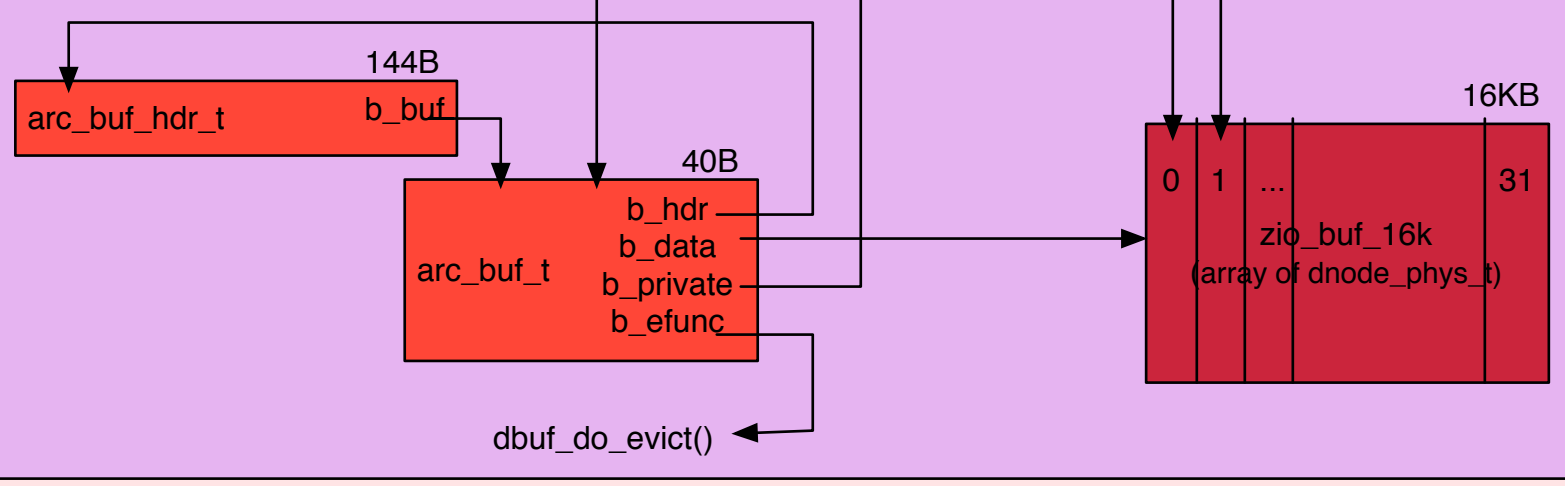 144B
arc_buf_hdr_t
b_buf
40B
b_hdr
b_data
arc_buf_t
b_private
b_efunc
dbuf_do_evict()
16KB
0 1 ... 31
zio_buf_16k
(array of dnode_phys_t)